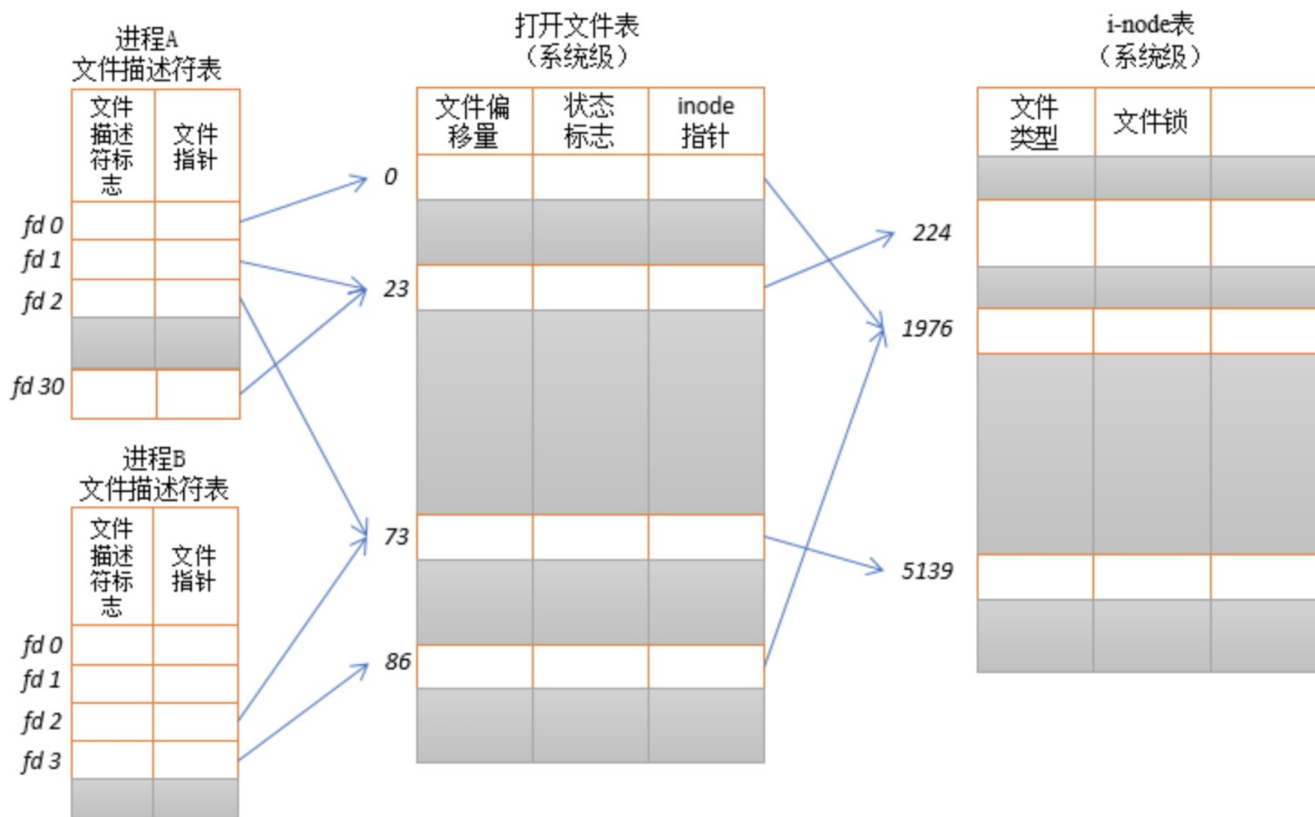 进程A
文件描述符表
文件
描述
符标
志
文件
指针
fd 0
fd 1
fd 2
fd 30
进程B
文件描述符表
文件
描述
符标
志
文件
指针
fd 0
fd 1
fd 2
fd 3
打开文件表
（系统级）
文件偏
移量
状态
标志
inode
指针
0
23
73
86
i-node表
（系统级）
文件
类型
文件锁
224
1976
5139